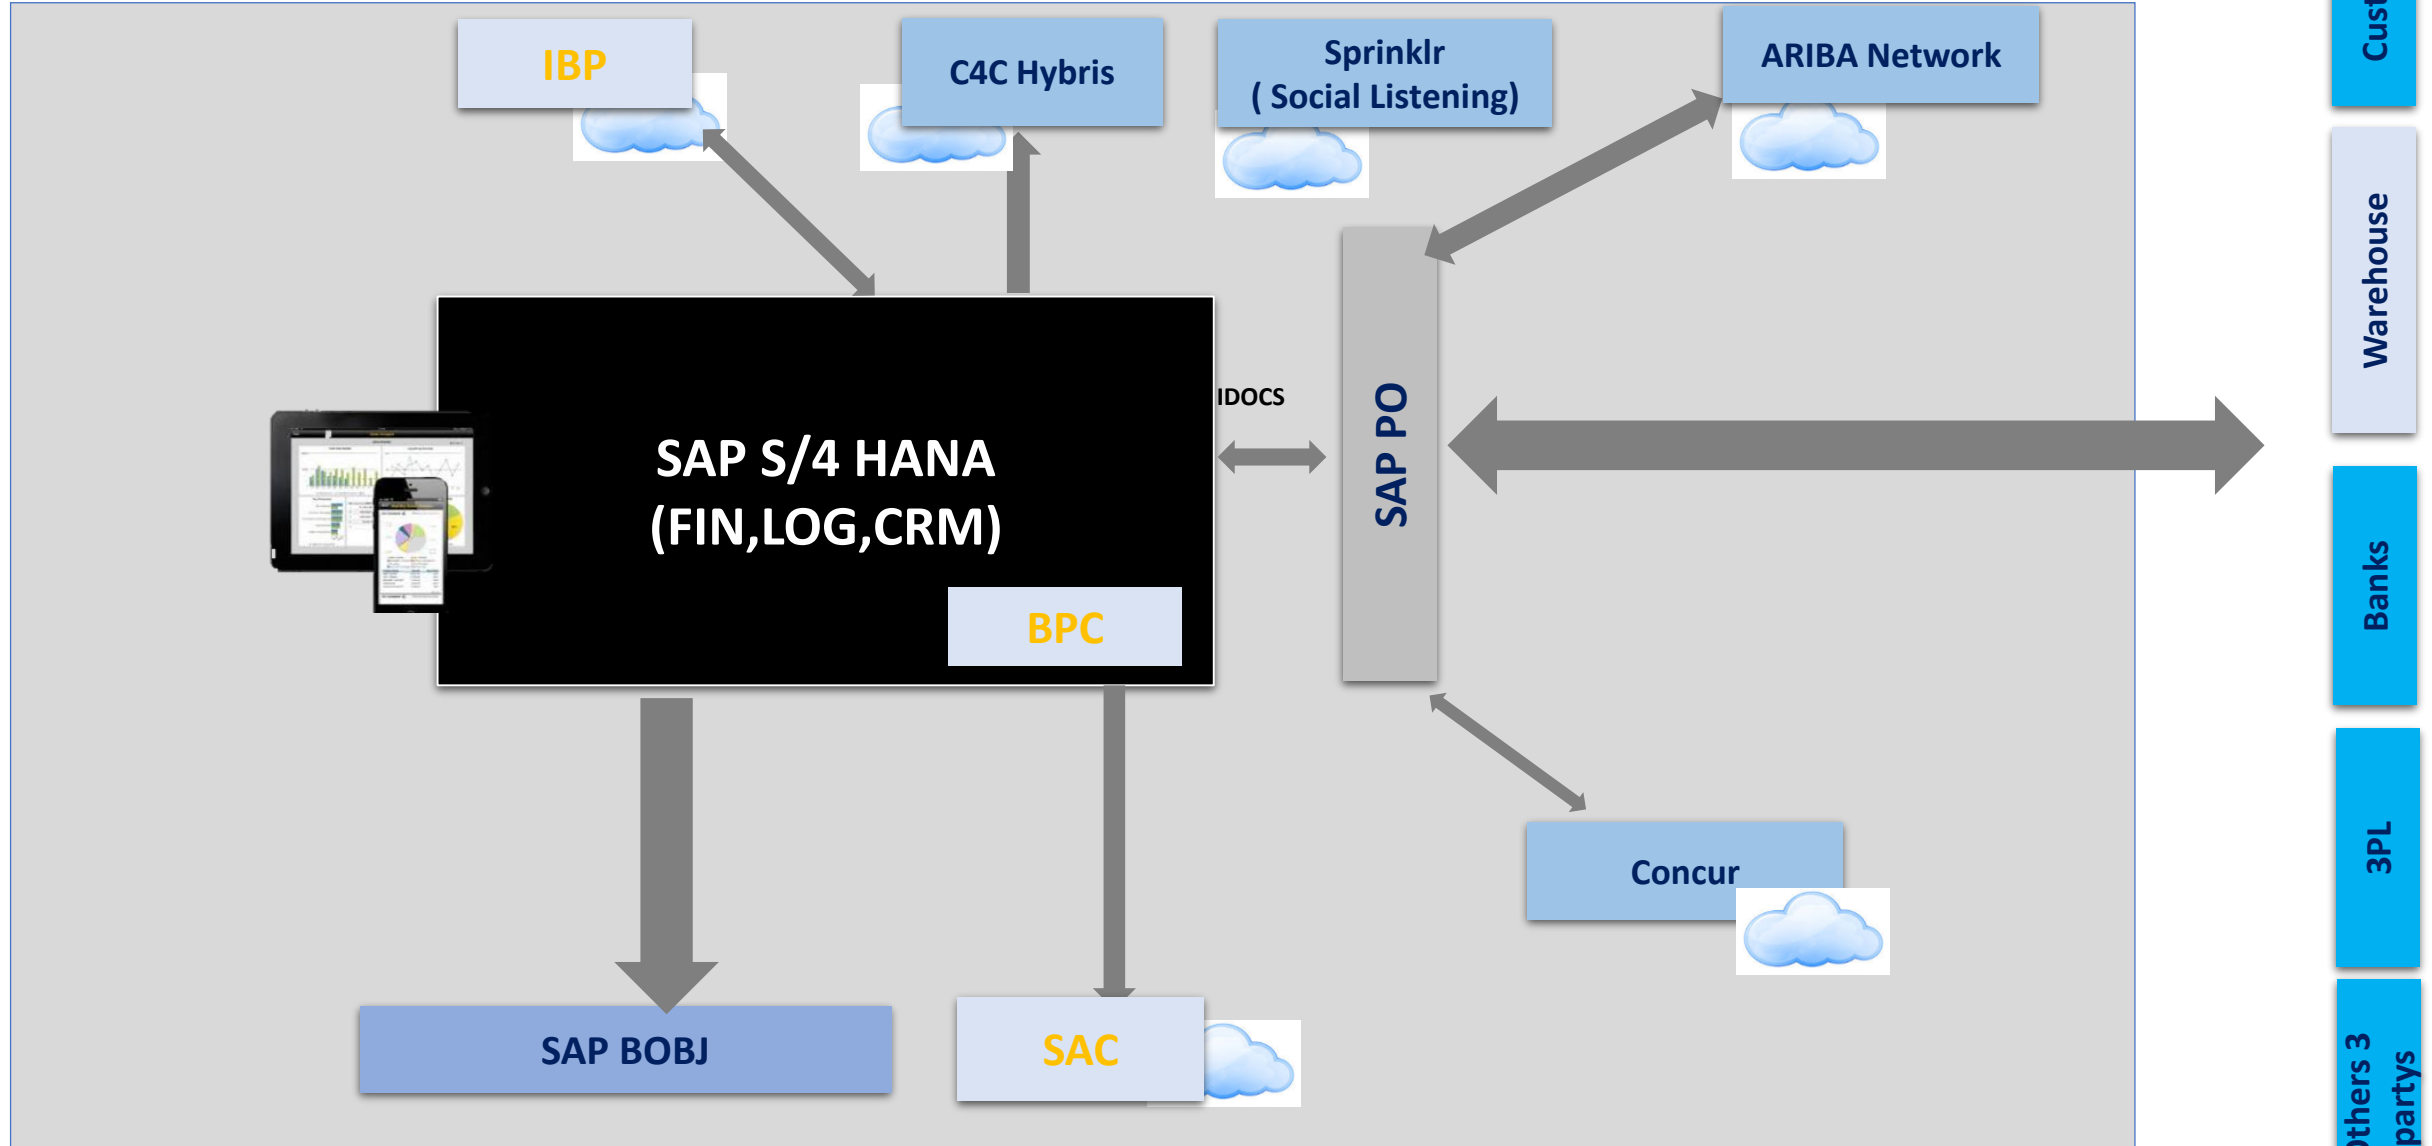 IBP
C4C Hybris
Sprinklr
( Social Listening)
ARIBA Network
IDOCS
SAP S/4 HANA
(FIN,LOG,CRM)
BPC
SAP PO
Concur
SAP BOBJ
SAC
Warehouse
Banks
3PL
partys